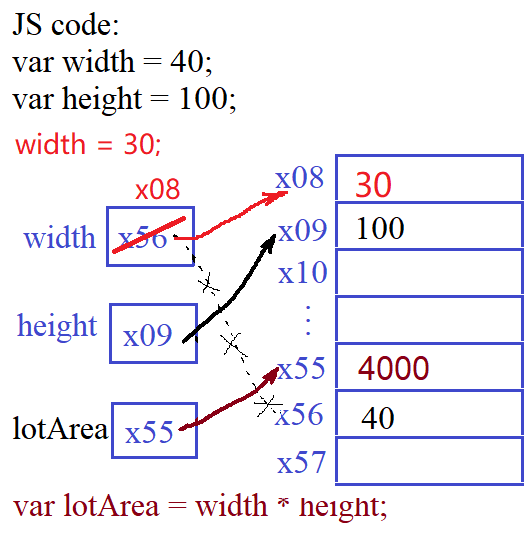 JS code:
var width = 40;
var height = 100;
width = 30;
x08
x08 30
width x56
x09 100
x10
height x09
⋮
x55 4000
lotArea x55
x56 40
x57
var lotArea = width * height;